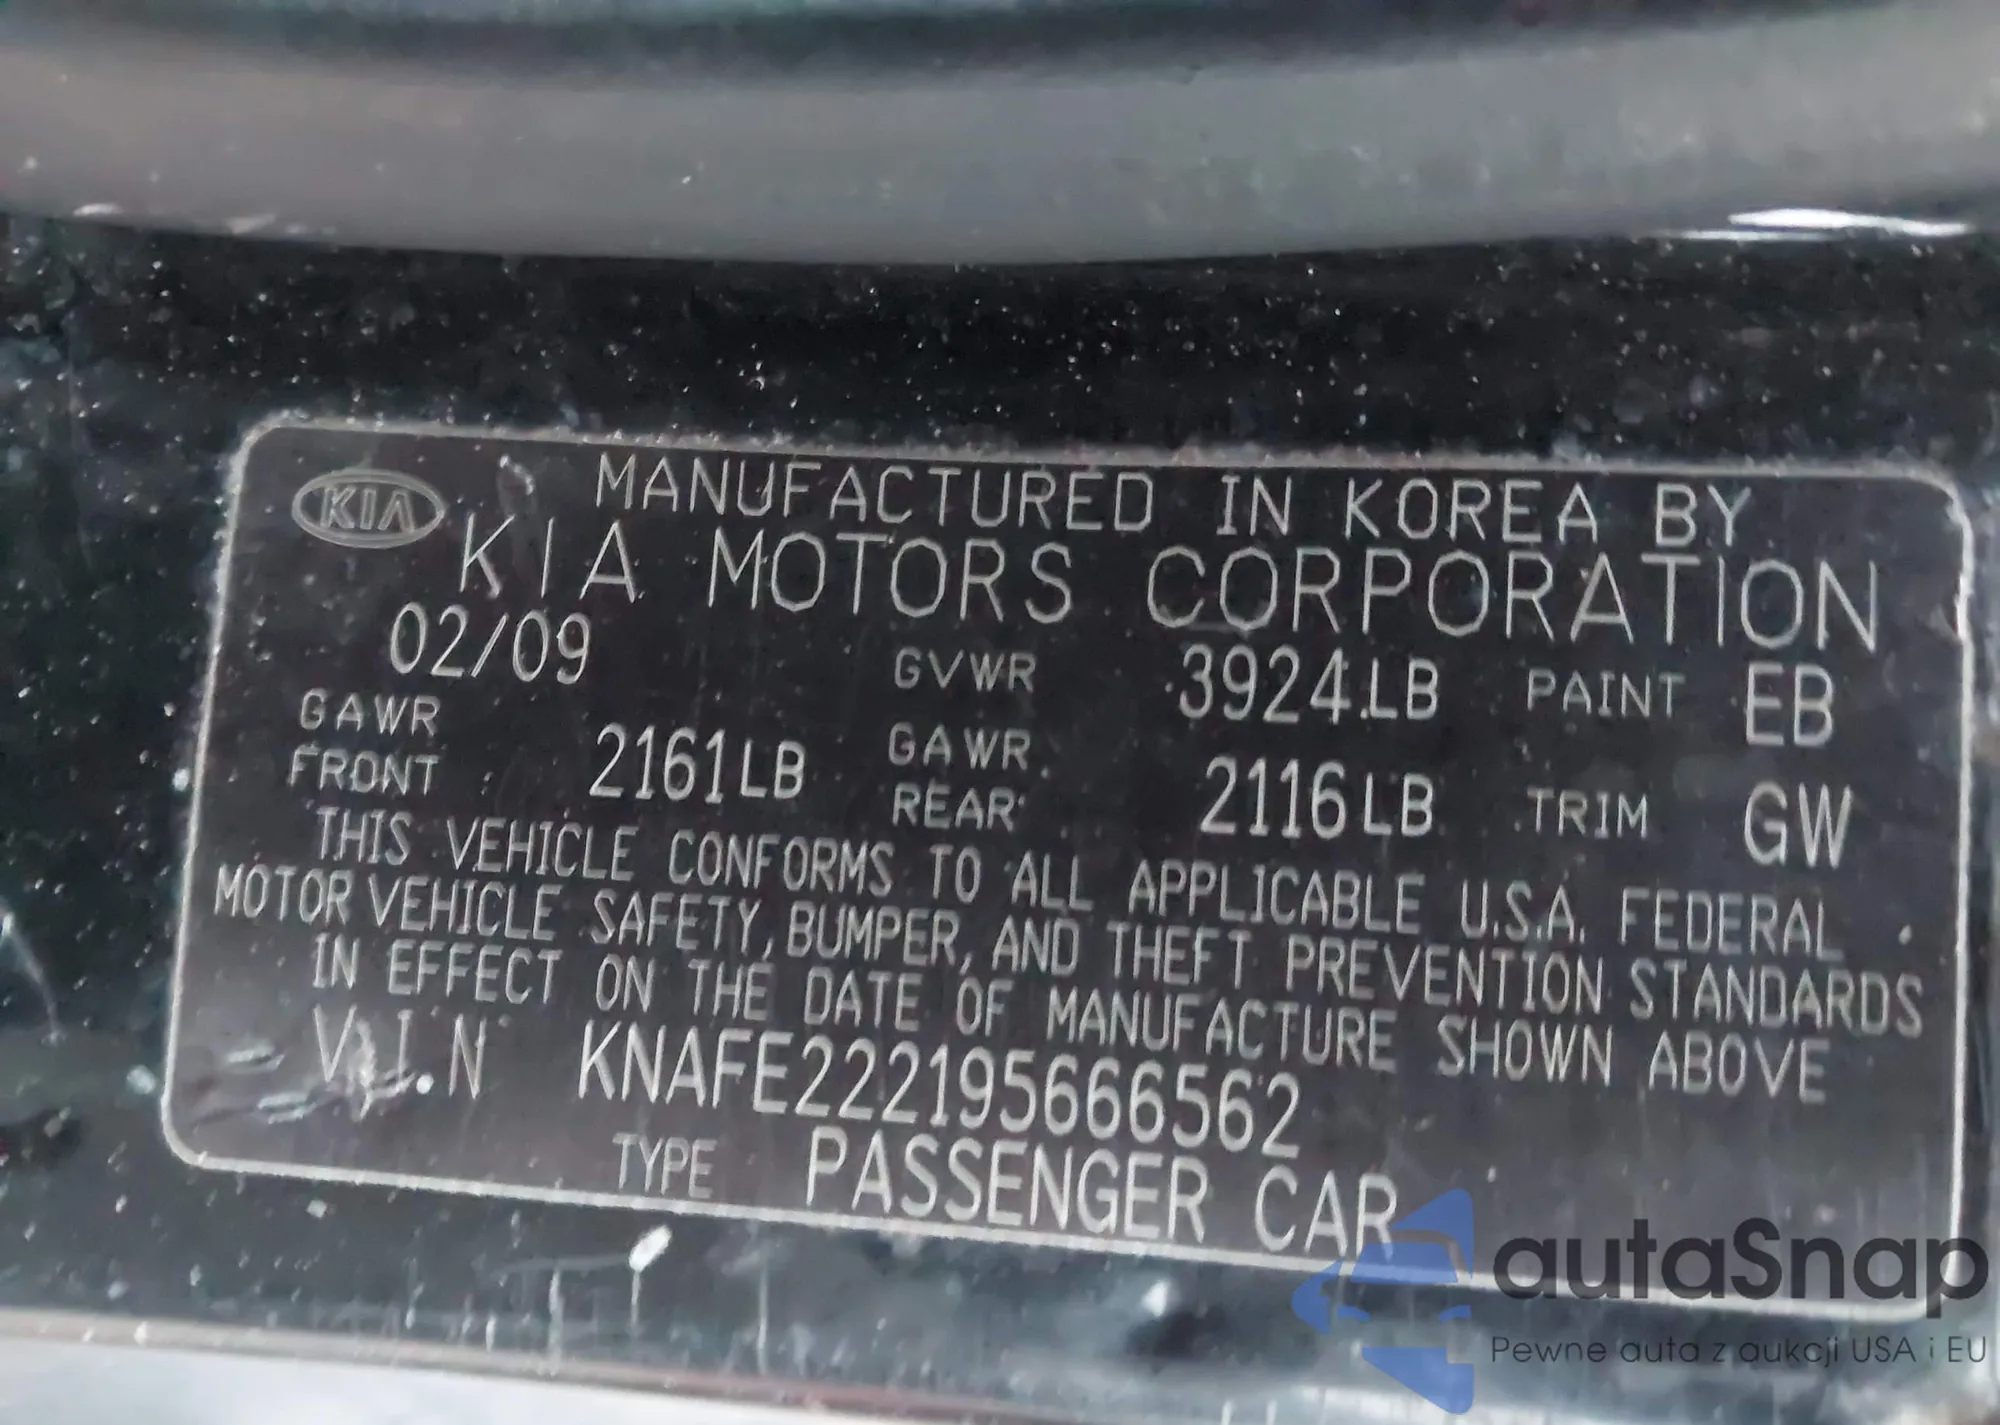 KIA
MANUFACTURED IN KOREA BY
KIA MOTORS CORPORATION
02/09 GVWR 3924LB PAINT EB
GAWR FRONT 2161LB GAWR REAR 2116LB TRIM GW
THIS VEHICLE CONFORMS TO ALL APPLICABLE U.S.A. FEDERAL
MOTOR VEHICLE SAFETY, BUMPER, AND THEFT PREVENTION STANDARDS
IN EFFECT ON THE DATE OF MANUFACTURE SHOWN ABOVE
V.I.N KNAFE222195666562
TYPE PASSENGER CAR
autaSnap
Pewne auta z aukcji USA i EU